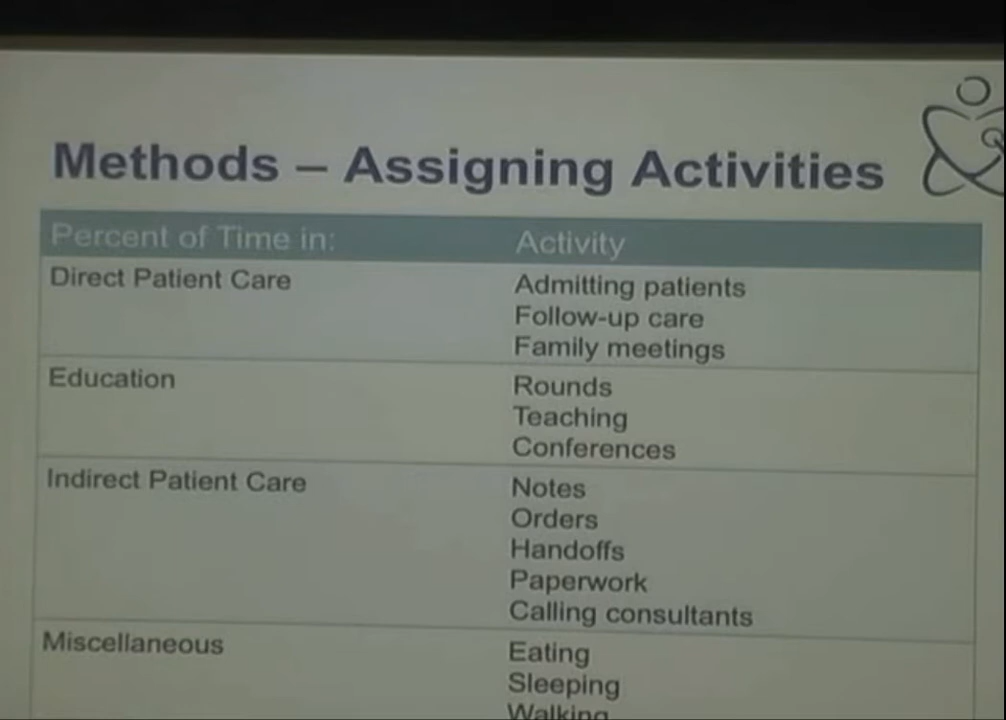 Methods – Assigning Activities
Percent of Time in: Activity
Direct Patient Care Admitting patients
Follow-up care
Family meetings
Education Rounds
Teaching
Conferences
Indirect Patient Care Notes
Orders
Handoffs
Paperwork
Calling consultants
Miscellaneous Eating
Sleeping
Walking